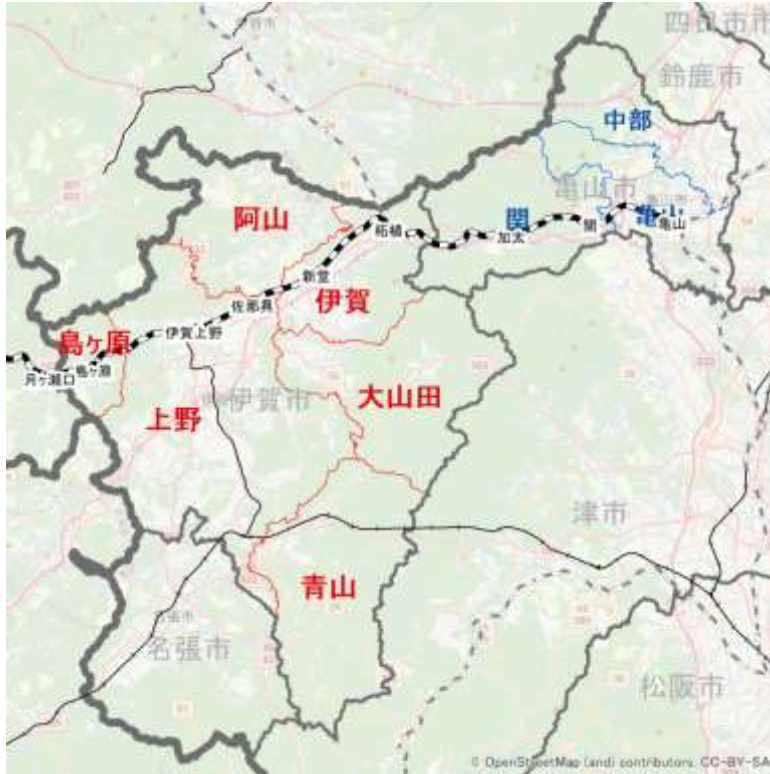 四日市市
鈴鹿市
中部
亀山市
阿山
関
亀山
柘植
加太
関
亀山
新堂
佐那具
伊賀
伊賀上野
島ヶ原
月ヶ瀬口
島ヶ原
大山田
上野
伊賀市
津市
青山
名張市
松阪市
© OpenStreetMap (and) contributors, CC-BY-SA